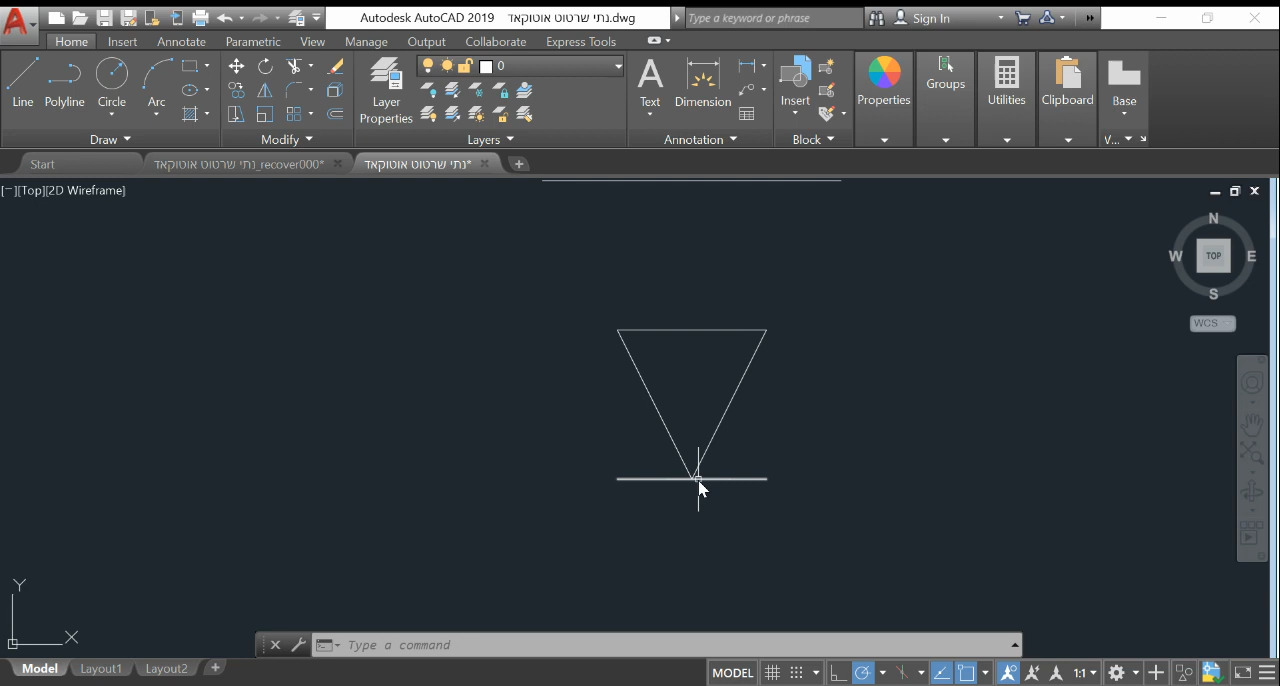 Autodesk AutoCAD 2019 נתי שרטוט אוטוקאד.dwg
Type a keyword or phrase
Sign In
Home Insert Annotate Parametric View Manage Output Collaborate Express Tools
0
Line Polyline Circle Arc
Layer
Properties
Text Dimension
Insert
Properties Groups Utilities Clipboard Base
Draw Modify Layers Annotation Block V...
Start נתי שרטוט אוטוקאד_recover000* נתי שרטוט אוטוקאד*
[−][Top][2D Wireframe]
N
W TOP E
S
WCS
Y
X
Type a command
Model Layout1 Layout2 MODEL 1:1